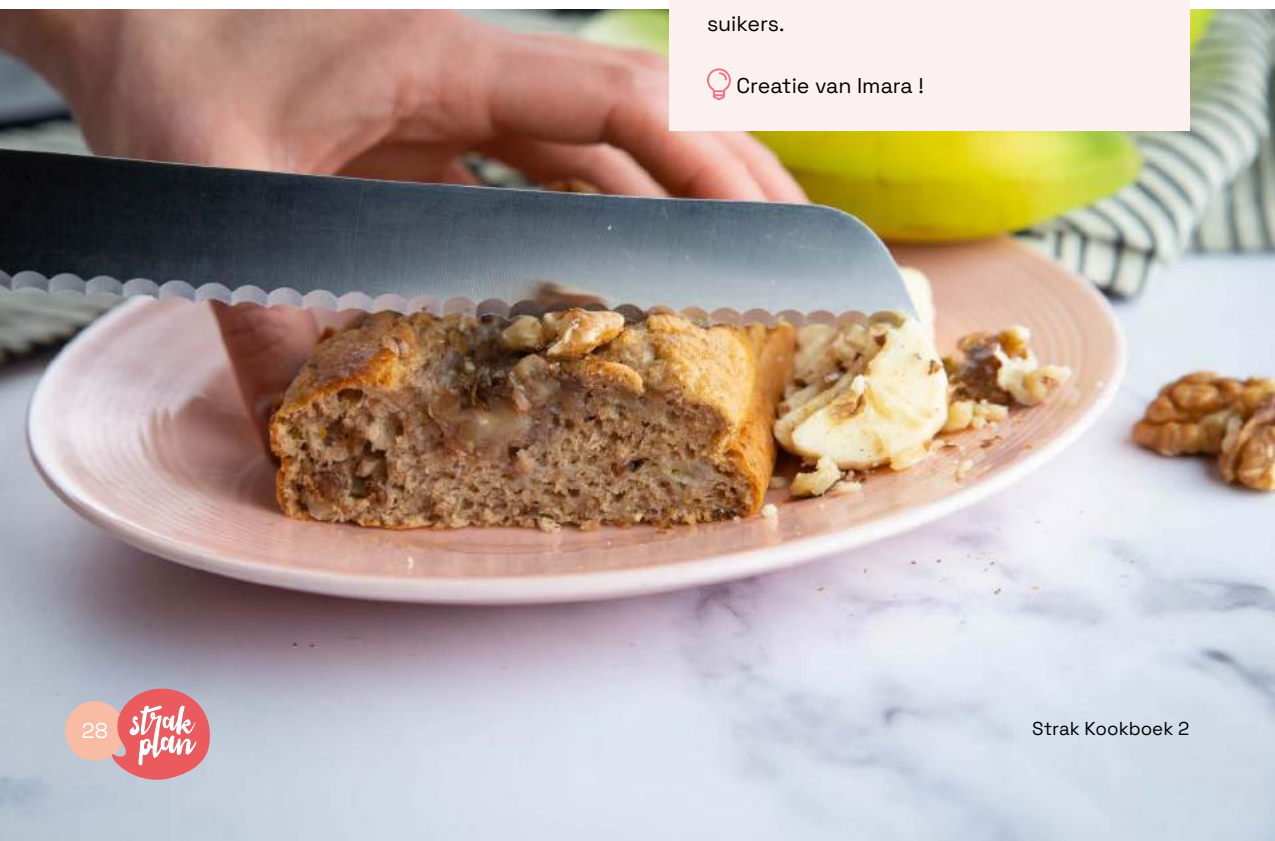 suikers.
Creatie van Imara !
28
strak
plan
Strak Kookboek 2